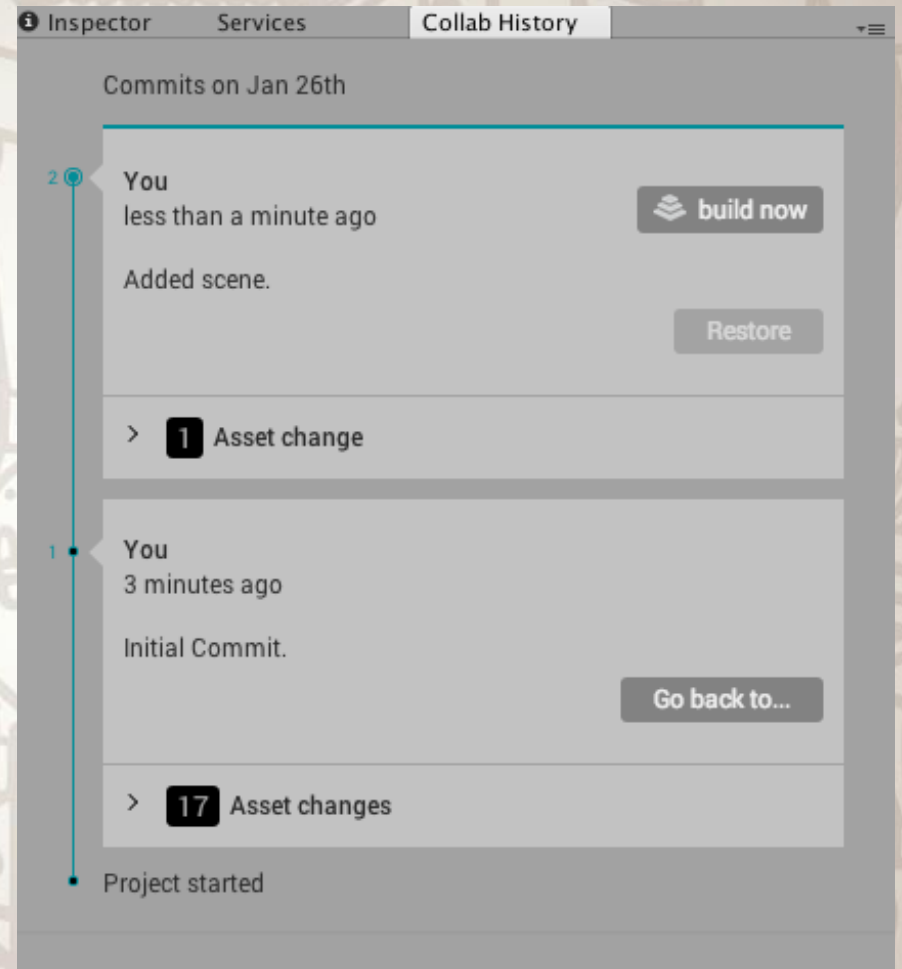 Inspector Services Collab History
Commits on Jan 26th
2
You
less than a minute ago
build now
Added scene.
Restore
1 Asset change
1
You
3 minutes ago
Initial Commit.
Go back to...
17 Asset changes
Project started